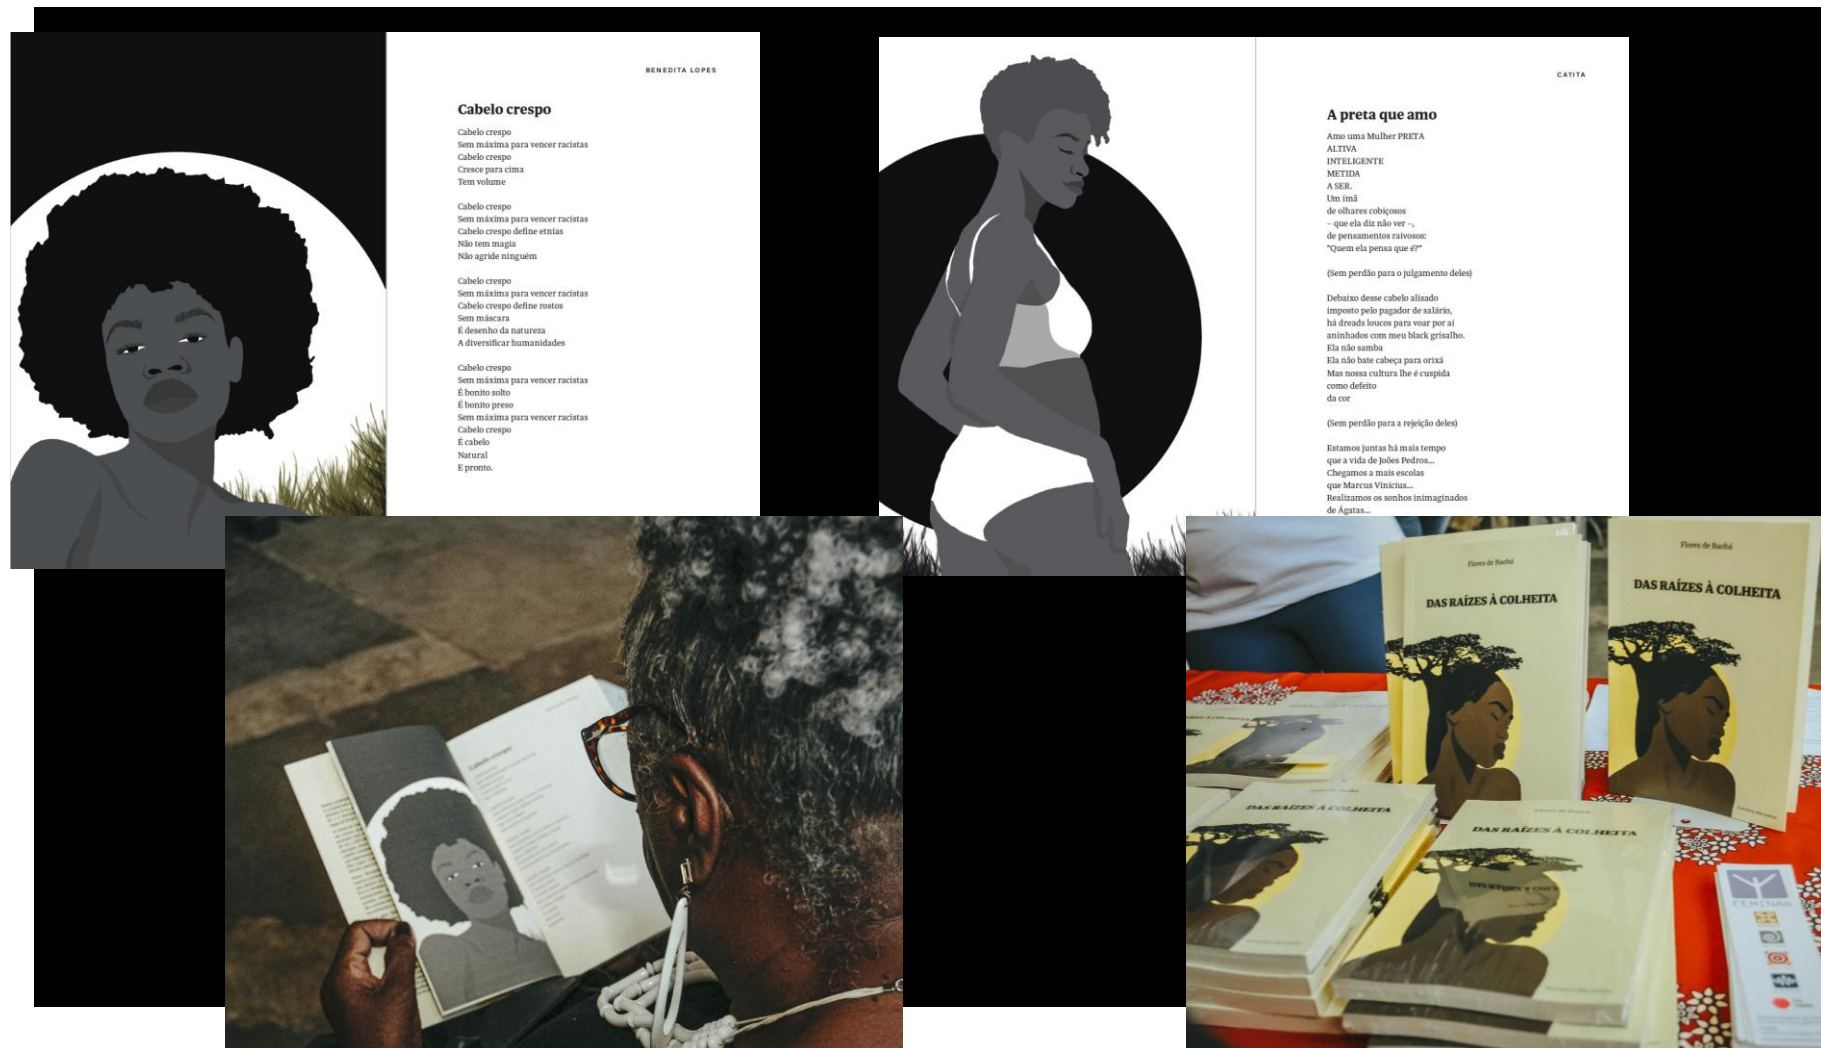 BENEDITA LOPES
Cabelo crespo
Cabelo crespo
Sem máxima para vencer racistas
Cabelo crespo
Cresce para cima
Tem volume
Cabelo crespo
Sem máxima para vencer racistas
Cabelo crespo define etnias
Não tem magia
Não agride ninguém
Cabelo crespo
Sem máxima para vencer racistas
Cabelo crespo define rostos
Sem máscara
É desenho da natureza
A diversificar humanidades
Cabelo crespo
Sem máxima para vencer racistas
É bonito solto
É bonito preso
Sem máxima para vencer racistas
Cabelo crespo
É cabelo
Natural
E pronto.
CATITA
A preta que amo
Amo uma Mulher PRETA
ALTIVA
INTELIGENTE
METIDA
A SER.
Um imã
de olhares cobiçosos
– que ela diz não ver –,
de pensamentos raivosos:
"Quem ela pensa que é?"
(Sem perdão para o julgamento deles)
Debaixo desse cabelo alisado
imposto pelo pagador de salário,
há dreads loucos para voar por aí
aninhados com meu black grisalho.
Ela não samba
Ela não bate cabeça para orixá
Mas nossa cultura lhe é cuspida
como defeito
da cor
(Sem perdão para a rejeição deles)
Estamos juntas há mais tempo
que a vida de Joões Pedros...
Chegamos a mais escolas
que Marcus Vinícius...
Realizamos os sonhos inimaginados
de Ágatas...
Cabelo crespo
Flores de Baobá
DAS RAÍZES À COLHEITA
Flores de Baobá
DAS RAÍZES À COLHEITA
DAS RAÍZES À COLHEITA
Flores de Baobá
DAS RAÍZES À COLHEITA